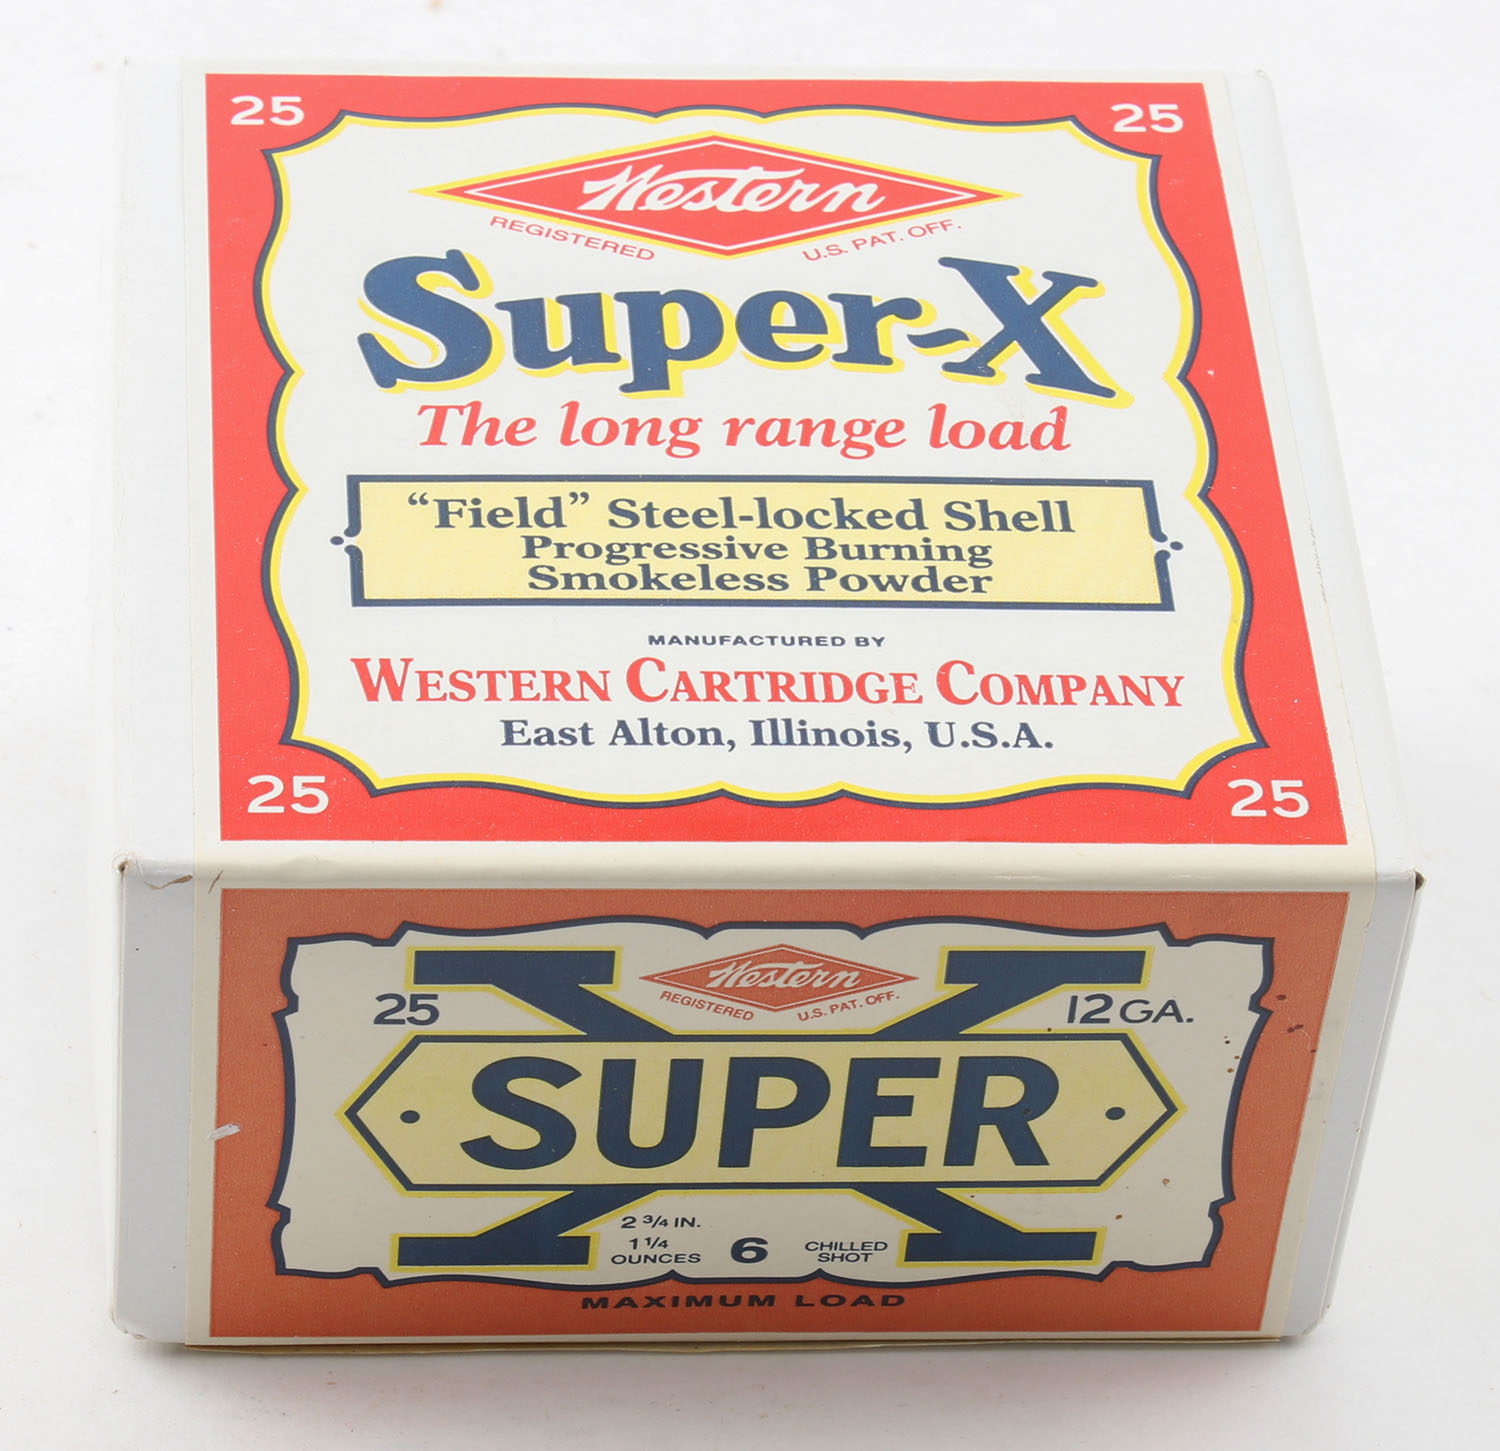 25 25
Western
REGISTERED U.S. PAT. OFF.
Super-X
The long range load
“Field” Steel-locked Shell
Progressive Burning
Smokeless Powder
MANUFACTURED BY
WESTERN CARTRIDGE COMPANY
East Alton, Illinois, U.S.A.
25 25
Western
REGISTERED U.S. PAT. OFF.
25 X 12 GA.
· SUPER ·
2 3/4 IN.
1 1/4
OUNCES 6 CHILLED
SHOT
MAXIMUM LOAD